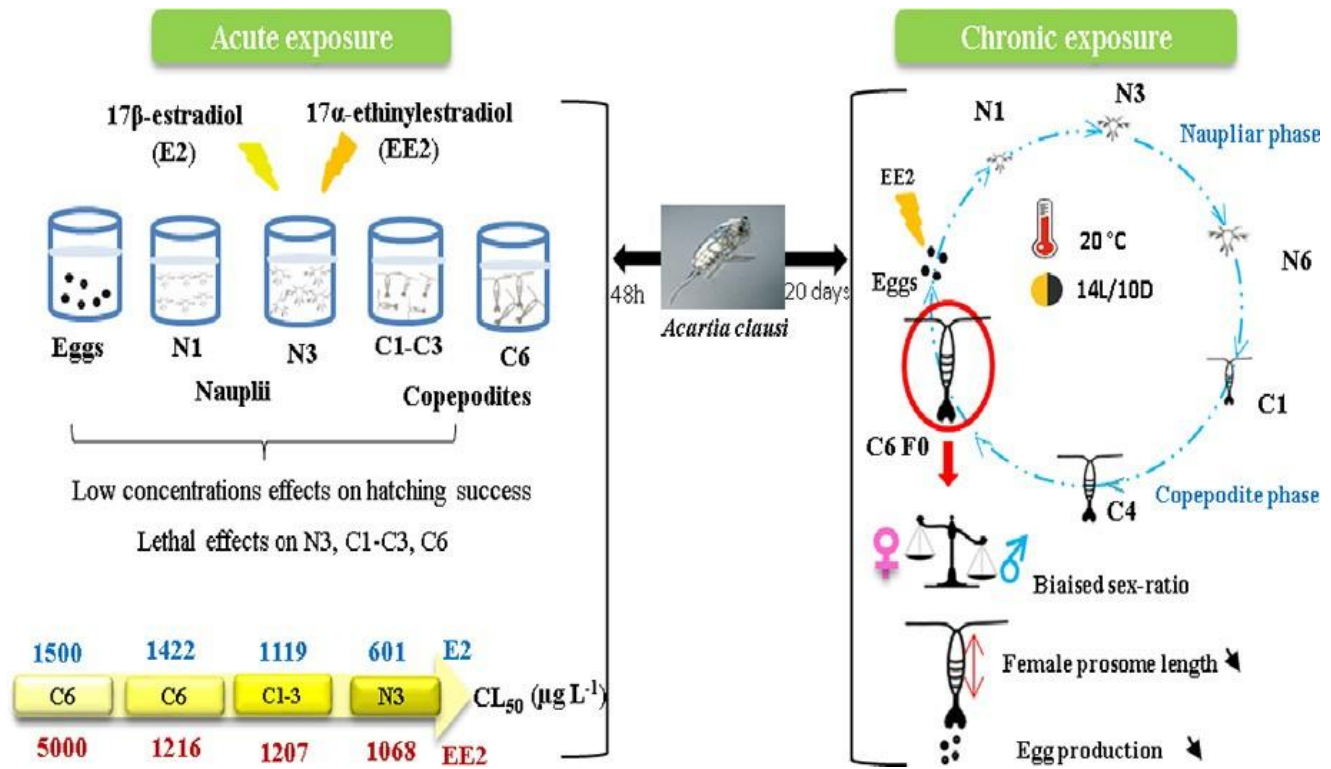 Acute exposure
17β-estradiol
(E2)
17α-ethinylestradiol
(EE2)
Eggs
N1
N3
C1-C3
C6
Nauplii
Copepodites
Low concentrations effects on hatching success
Lethal effects on N3, C1-C3, C6
1500 1422 1119 601 E2
C6 C6 C1-3 N3 CL50 (µg L-1)
5000 1216 1207 1068 EE2
48h
20 days
Acartia clausi
Chronic exposure
N1
N3
Naupliar phase
EE2
20 °C
N6
Eggs
14L/10D
C1
C6 F0
C4
Copepodite phase
Biaised sex-ratio
Female prosome length
Egg production